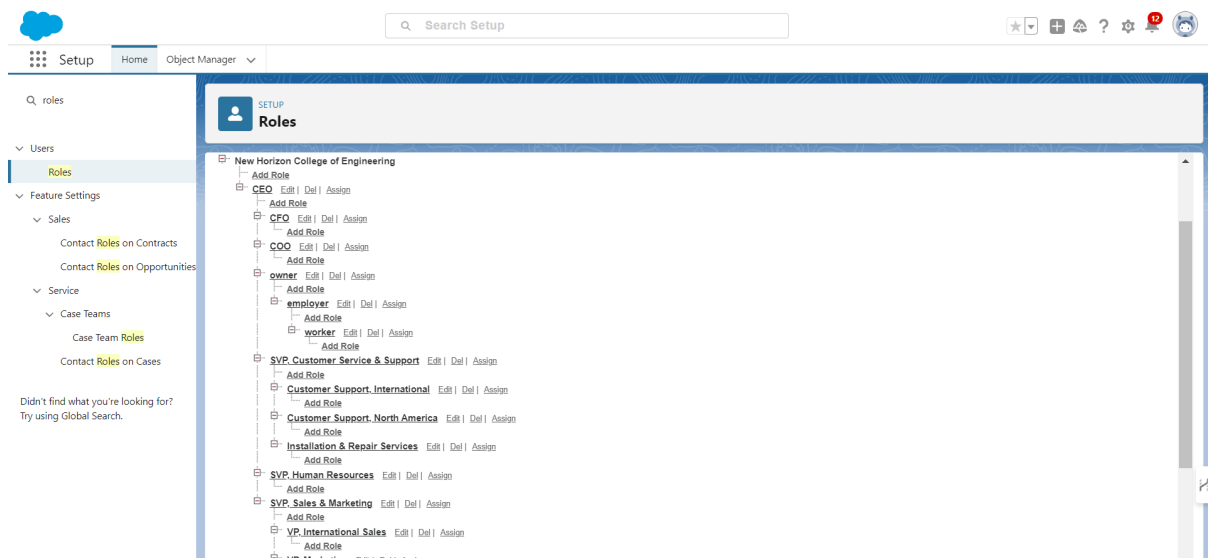 Search Setup
12
Setup
Home
Object Manager
roles
Users
Roles
Feature Settings
Sales
Contact Roles on Contracts
Contact Roles on Opportunities
Service
Case Teams
Case Team Roles
Contact Roles on Cases
Didn't find what you're looking for?
Try using Global Search.
SETUP
Roles
New Horizon College of Engineering
Add Role
CEO Edit | Del | Assign
Add Role
CFO Edit | Del | Assign
Add Role
COO Edit | Del | Assign
Add Role
owner Edit | Del | Assign
Add Role
employer Edit | Del | Assign
Add Role
worker Edit | Del | Assign
Add Role
SVP, Customer Service & Support Edit | Del | Assign
Add Role
Customer Support, International Edit | Del | Assign
Add Role
Customer Support, North America Edit | Del | Assign
Add Role
Installation & Repair Services Edit | Del | Assign
Add Role
SVP, Human Resources Edit | Del | Assign
Add Role
SVP, Sales & Marketing Edit | Del | Assign
Add Role
VP, International Sales Edit | Del | Assign
Add Role